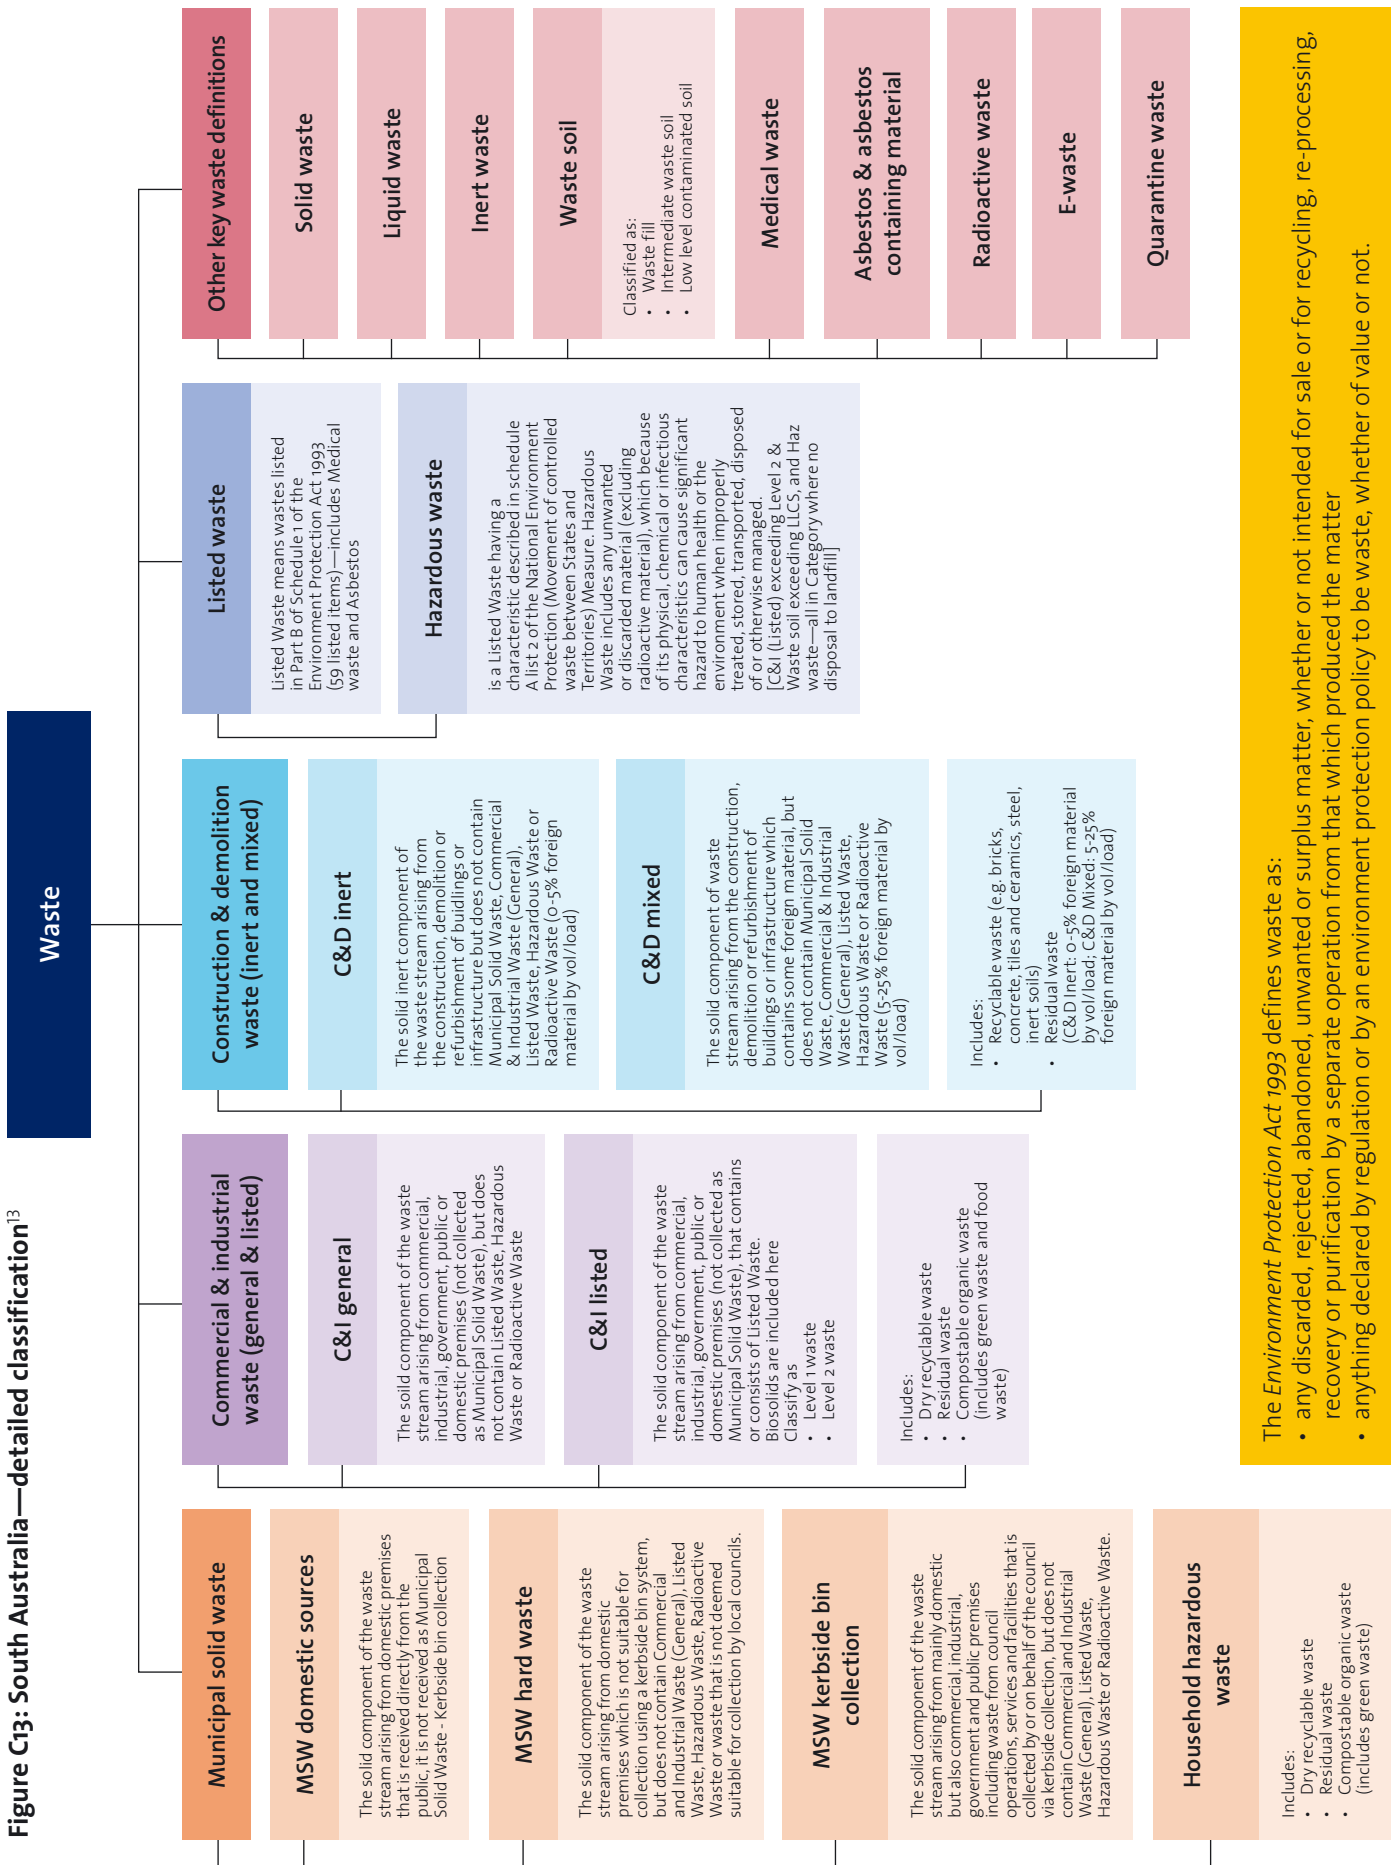 Figure C13: South Australia—detailed classification13
Waste
Municipal solid waste
MSW domestic sources
The solid component of the waste
stream arising from domestic premises
that is received directly from the
public, it is not received as Municipal
Solid Waste - Kerbside bin collection
MSW hard waste
The solid component of the waste
stream arising from domestic
premises which is not suitable for
collection using a kerbside bin system,
but does not contain Commercial
and Industrial Waste (General), Listed
Waste, Hazardous Waste, Radioactive
Waste or waste that is not deemed
suitable for collection by local councils.
MSW kerbside bin
collection
The solid component of the waste
stream arising from mainly domestic
but also commercial, industrial,
government and public premises
including waste from council
operations, services and facilities that is
collected by or on behalf of the council
via kerbside collection, but does not
contain Commercial and Industrial
Waste (General), Listed Waste,
Hazardous Waste or Radioactive Waste.
Household hazardous
waste
Includes:
• Dry recyclable waste
• Residual waste
• Compostable organic waste
(includes green waste)
Commercial & industrial
waste (general & listed)
C&I general
The soild component of the waste
stream arising from commercial,
industrial, government, public or
domestic premises (not collected
as Municipal Solid Waste), but does
not contain Listed Waste, Hazardous
Waste or Radioactive Waste
C&I listed
The solid component of the waste
stream arising from commercial,
industrial, government, public or
domestic premises (not collected as
Municipal Solid Waste), that contains
or consists of Listed Waste.
Biosolids are included here
Classify as
• Level 1 waste
• Level 2 waste
Includes:
• Dry recyclable waste
• Residual waste
• Compostable organic waste
(includes green waste and food
waste)
Construction & demolition
waste (inert and mixed)
C&D inert
The solid inert component of
the waste stream arising from
the construction, demolition or
refurbishment of buidlings or
infrastructure but does not contain
Municipal Solid Waste, Commercial
& Industrial Waste (General),
Listed Waste, Hazardous Waste or
Radioactive Waste (0-5% foreign
material by vol/load)
C&D mixed
The solid component of waste
stream arising from the construction,
demolition or refurbishment of
buildings or infrastructure which
contains some foreign material, but
does not contain Municipal Solid
Waste, Commercial & Industrial
Waste (General), Listed Waste,
Hazardous Waste or Radioactive
Waste (5-25% foreign material by
vol/load)
Includes:
• Recyclable waste (e.g. bricks,
concrete, tiles and ceramics, steel,
inert soils)
• Residual waste
(C&D Inert: 0-5% foreign material
by vol/load; C&D Mixed: 5-25%
foreign material by vol/load)
Listed waste
Listed Waste means wastes listed
in Part B of Schedule 1 of the
Environment Protection Act 1993
(59 listed items)—includes Medical
waste and Asbestos
Hazardous waste
is a Listed Waste having a
characteristic described in schedule
A list 2 of the National Environment
Protection (Movement of controlled
waste between States and
Territories) Measure. Hazardous
Waste includes any unwanted
or discarded material (excluding
radioactive material), which because
of its physical, chemical or infectious
characteristics can cause significant
hazard to human health or the
environment when improperly
treated, stored, transported, disposed
of or otherwise managed.
[C&I (Listed) exceeding Level 2 &
Waste soil exceeding LLCS, and Haz
waste—all in Category where no
disposal to landfill]
Other key waste definitions
Solid waste
Liquid waste
Inert waste
Waste soil
Classified as:
• Waste fill
• Intermediate waste soil
• Low level contaminated soil
Medical waste
Asbestos & asbestos
containing material
Radioactive waste
E-waste
Quarantine waste
The Environment Protection Act 1993 defines waste as:
• any discarded, rejected, abandoned, unwanted or surplus matter, whether or not intended for sale or for recycling, re-processing,
recovery or purification by a separate operation from that which produced the matter
• anything declared by regulation or by an environment protection policy to be waste, whether of value or not.